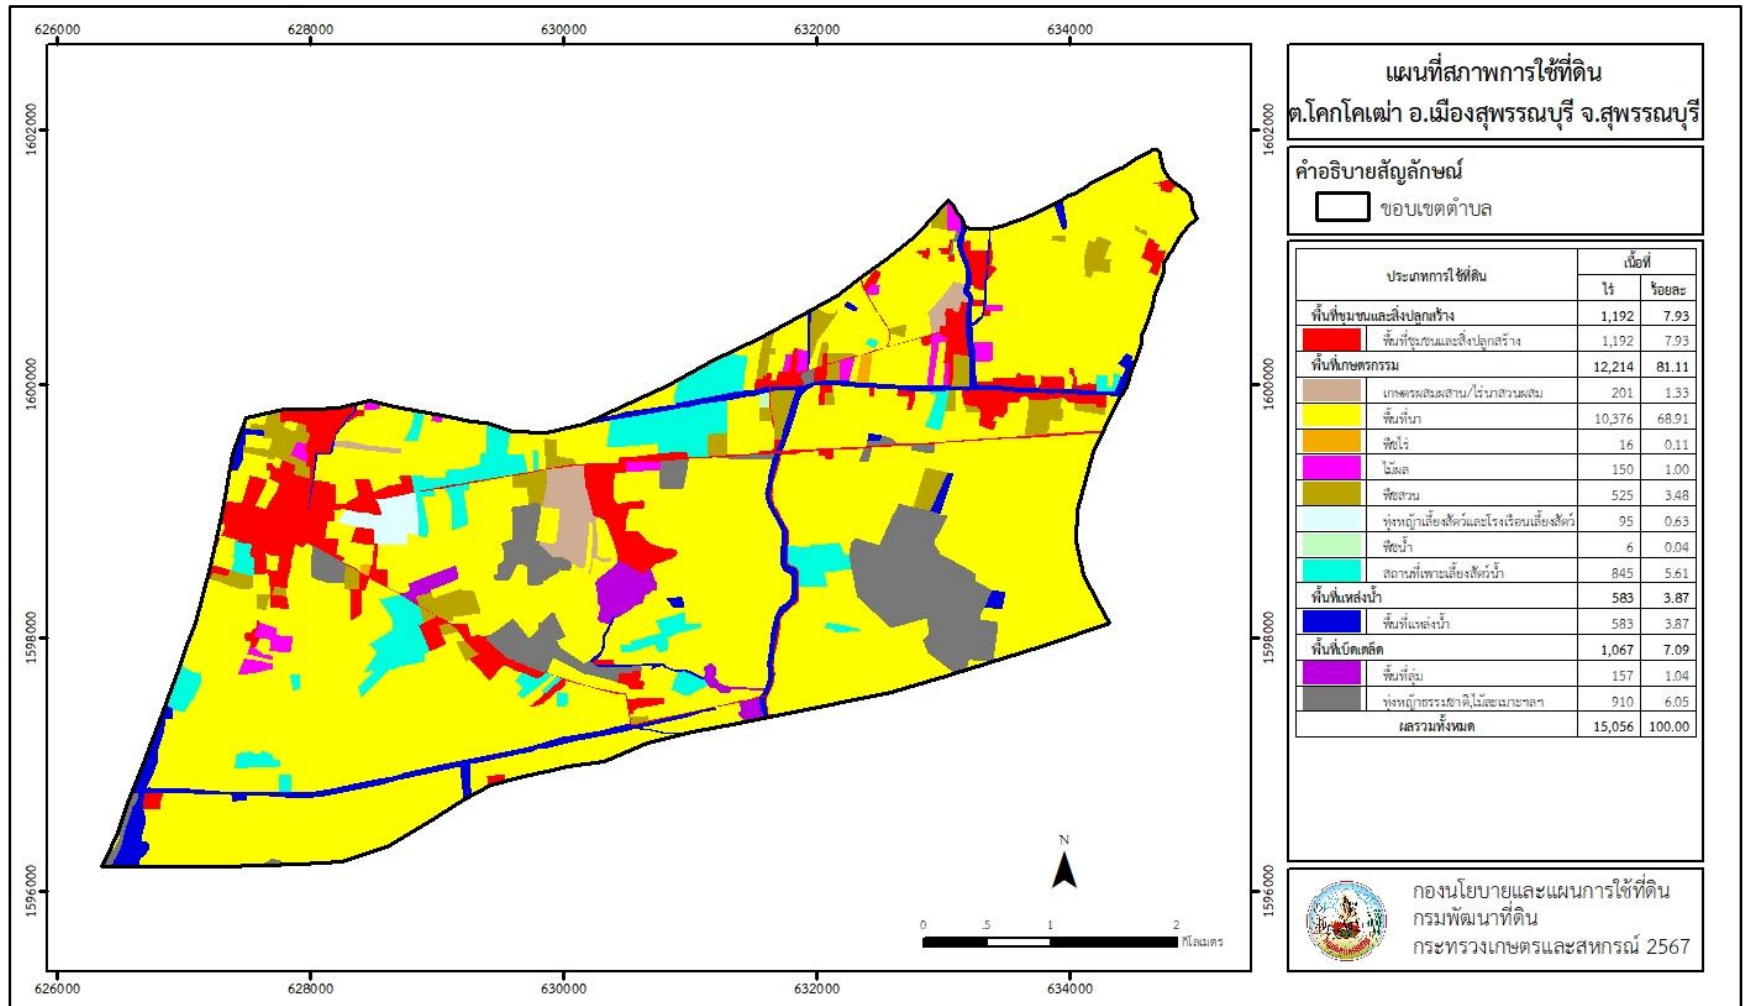 626000 628000 630000 632000 634000
1602000 1602000
1600000 1600000
1598000 1598000
1596000 1596000
N
0 .5 1 2
กิโลเมตร
626000 628000 630000 632000 634000
แผนที่สภาพการใช้ที่ดิน
ต.โคกโคเฒ่า อ.เมืองสุพรรณบุรี จ.สุพรรณบุรี
คำอธิบายสัญลักษณ์
ขอบเขตตำบล
ประเภทการใช้ที่ดิน เนื้อที่
ไร่ ร้อยละ
พื้นที่ชุมชนและสิ่งปลูกสร้าง 1,192 7.93
พื้นที่ชุมชนและสิ่งปลูกสร้าง 1,192 7.93
พื้นที่เกษตรกรรม 12,214 81.11
เกษตรผสมผสาน/ไร่นาสวนผสม 201 1.33
พื้นที่นา 10,376 68.91
พืชไร่ 16 0.11
ไม้ผล 150 1.00
พืชสวน 525 3.48
ทุ่งหญ้าเลี้ยงสัตว์และโรงเรือนเลี้ยงสัตว์ 95 0.63
พืชน้ำ 6 0.04
สถานที่เพาะเลี้ยงสัตว์น้ำ 845 5.61
พื้นที่แหล่งน้ำ 583 3.87
พื้นที่แหล่งน้ำ 583 3.87
พื้นที่เบ็ดเตล็ด 1,067 7.09
พื้นที่ลุ่ม 157 1.04
ทุ่งหญ้าธรรมชาติ,ไม้ละเมาะฯลฯ 910 6.05
ผลรวมทั้งหมด 15,056 100.00
กองนโยบายและแผนการใช้ที่ดิน
กรมพัฒนาที่ดิน
กระทรวงเกษตรและสหกรณ์ 2567